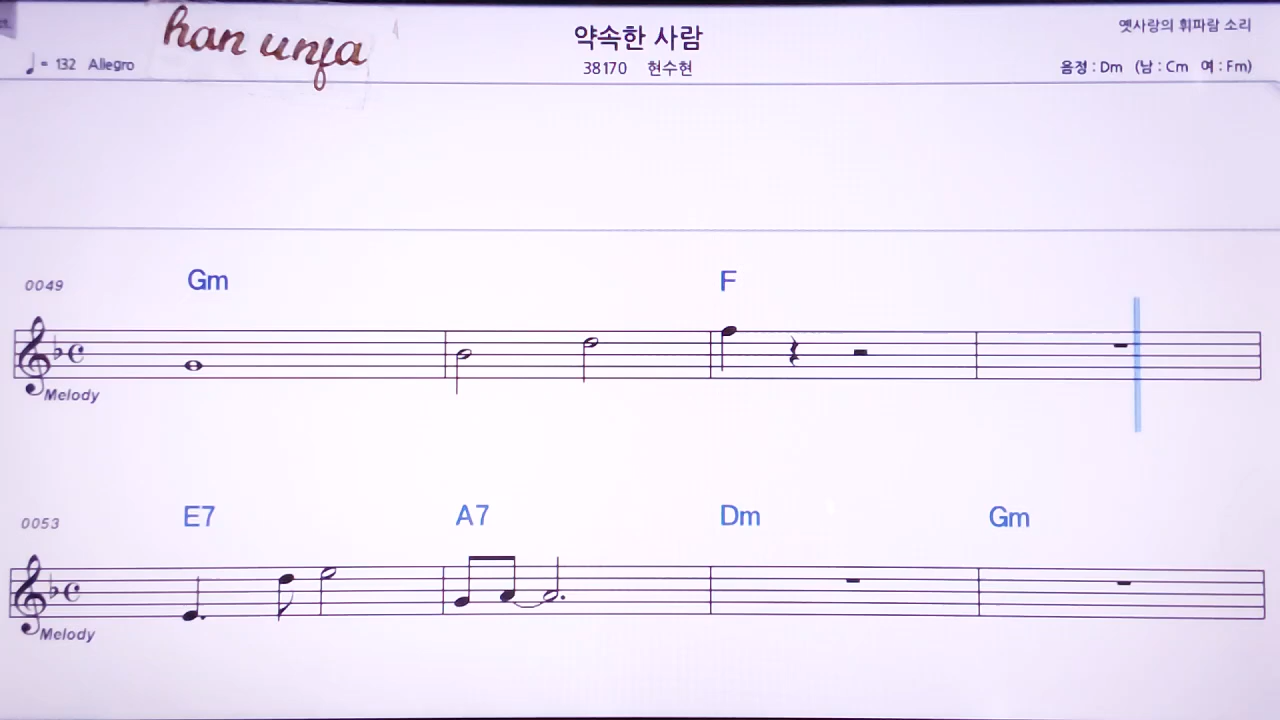 han unfa
약속한 사람
옛사랑의 휘파람 소리
♩ = 132 Allegro
38170 현수현
음정 : Dm (남 : Cm 여 : Fm)
0049 Gm F
Melody
0053 E7 A7 Dm Gm
Melody